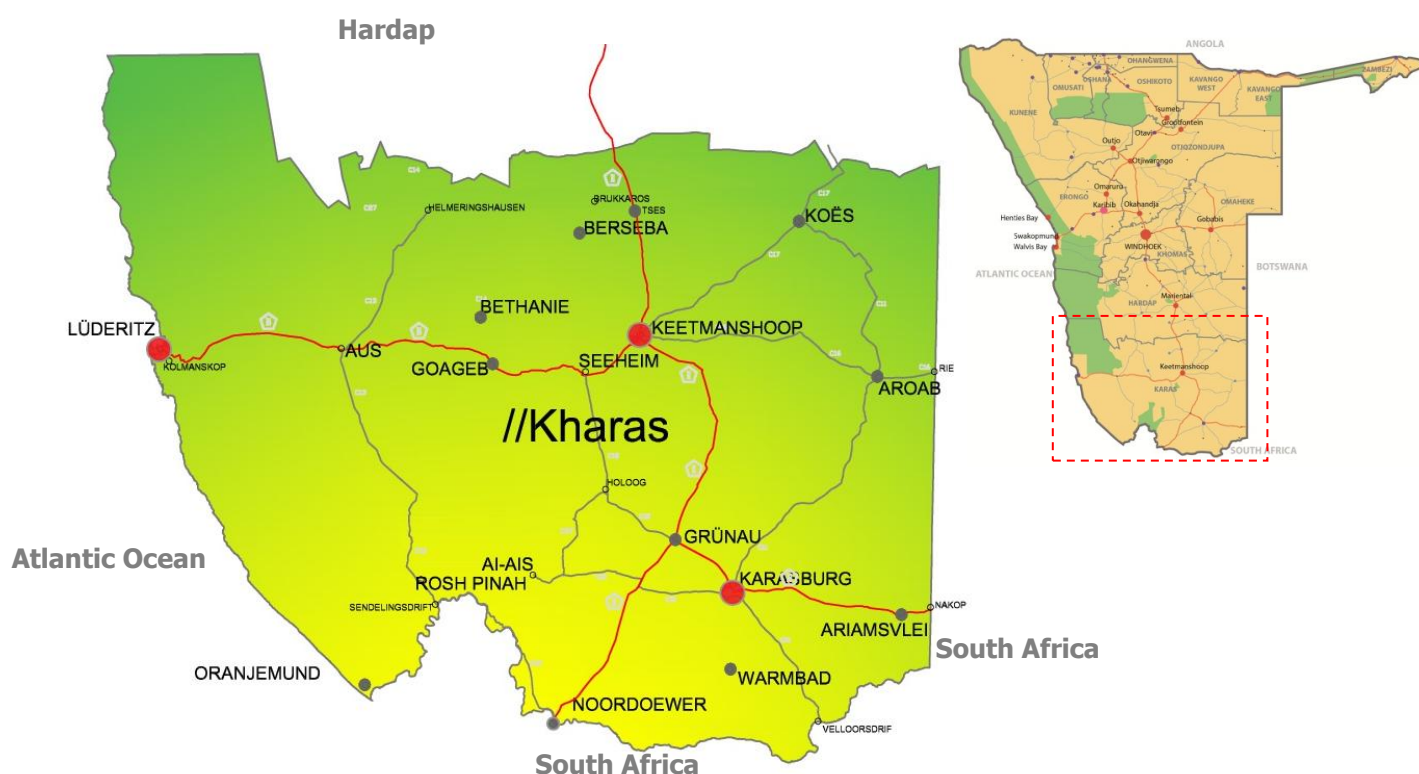 Hardap
BRUKKAROS
TSES
HELMERINGSHAUSEN
BERSEBA
KOËS
BETHANIE
LÜDERITZ
KEETMANSHOOP
KOLMANSKOP
AUS
GOAGEB
SEEHEIM
RIE
AROAB
//Kharas
HOLOOG
GRÜNAU
Atlantic Ocean
AI-AIS
ROSH PINAH
KARASBURG
SENDELINGSDRIFT
NAKOP
ARIAMSVLEI
South Africa
ORANJEMUND
WARMBAD
NOORDOEWER
VELLOORSDRIF
South Africa
ANGOLA
OHANGWENA
OSHANA
OMUSATI
OSHIKOTO
KAVANGO
WEST
KAVANGO
EAST
ZAMBEZI
KUNENE
Tsumeb
Grootfontein
Otavi
Outjo
OTJOZONDJUPA
Otjiwarongo
Omaruru
ERONGO
Karibib
Okahandja
OMAHEKE
Gobabis
Henties Bay
Swakopmund
Walvis Bay
WINDHOEK
KHOMAS
ATLANTIC OCEAN
BOTSWANA
HARDAP
Mariental
Keetmanshoop
KARAS
SOUTH AFRICA